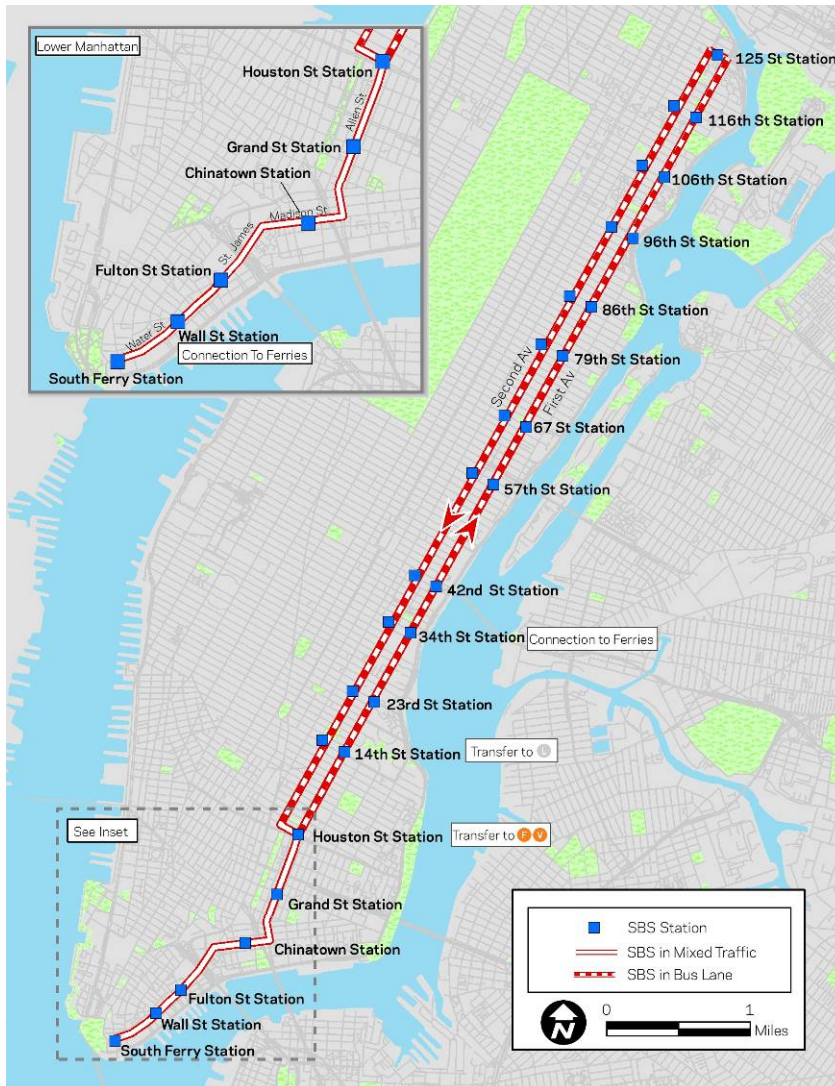 Lower Manhattan
Houston St Station
Allen St.
Grand St Station
Chinatown Station
Madison St.
St. James
Fulton St Station
Water St
Wall St Station
Connection To Ferries
South Ferry Station
125 St Station
116th St Station
106th St Station
96th St Station
86th St Station
79th St Station
Second Av
First Av
67 St Station
57th St Station
42nd St Station
34th St Station
Connection to Ferries
23rd St Station
14th St Station
Transfer to L
See Inset
Houston St Station
Transfer to F V
Grand St Station
Chinatown Station
Fulton St Station
Wall St Station
South Ferry Station
SBS Station
SBS in Mixed Traffic
SBS in Bus Lane
N
0 1
Miles